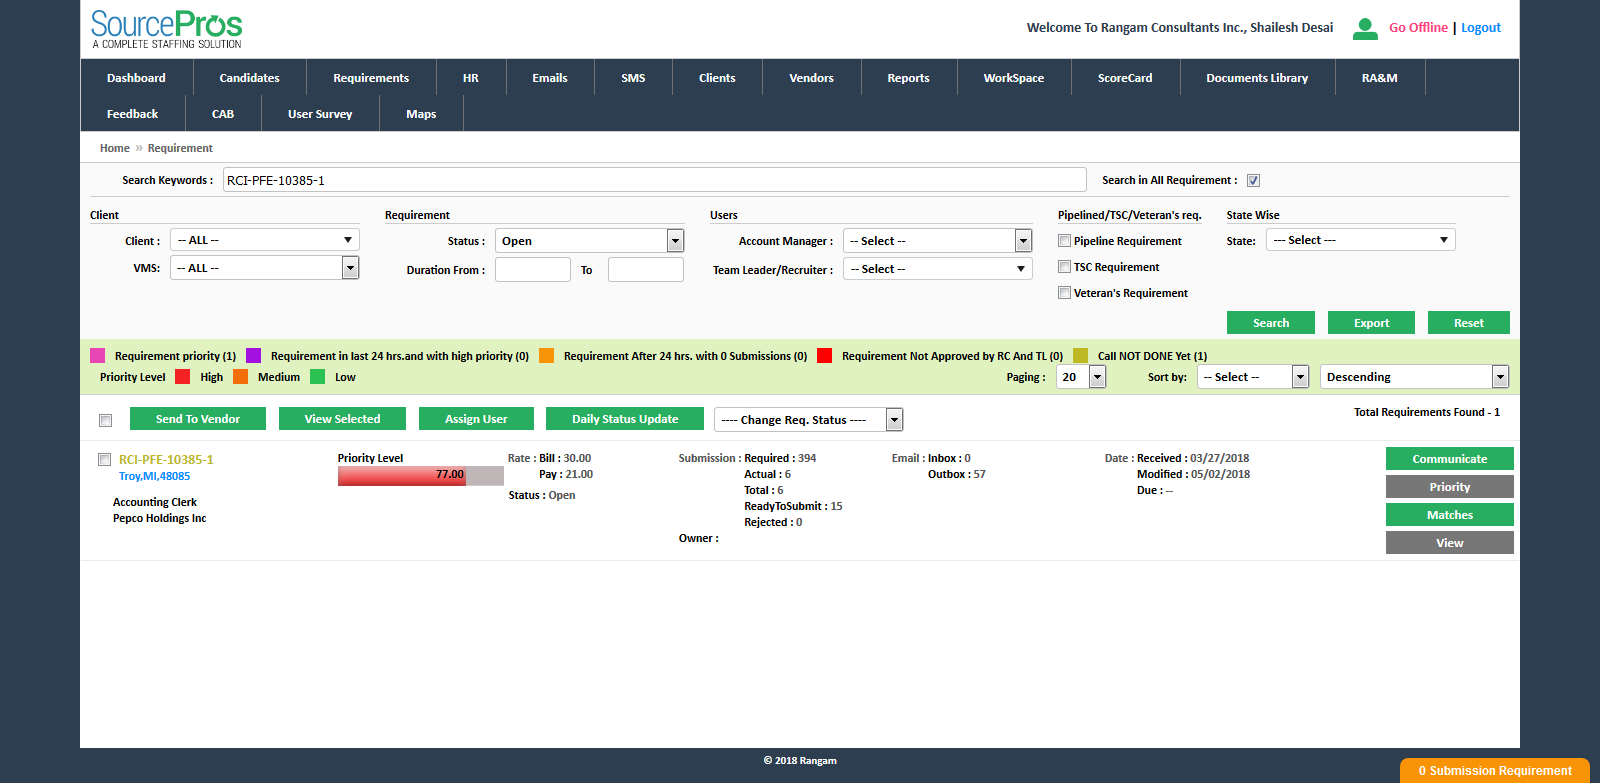 SourcePros
A COMPLETE STAFFING SOLUTION
Welcome To Rangam Consultants Inc., Shailesh Desai Go Offline | Logout
Dashboard Candidates Requirements HR Emails SMS Clients Vendors Reports WorkSpace ScoreCard Documents Library RA&M
Feedback CAB User Survey Maps
Home » Requirement
Search Keywords : RCI-PFE-10385-1 Search in All Requirement :
Client Requirement Users Pipelined/TSC/Veteran's req. State Wise
Client : -- ALL -- Status : Open Account Manager : -- Select -- Pipeline Requirement State: --- Select ---
VMS: -- ALL -- Duration From : To Team Leader/Recruiter : -- Select -- TSC Requirement
Veteran's Requirement
Search Export Reset
Requirement priority (1) Requirement in last 24 hrs.and with high priority (0) Requirement After 24 hrs. with 0 Submissions (0) Requirement Not Approved by RC And TL (0) Call NOT DONE Yet (1)
Priority Level High Medium Low Paging : 20 Sort by: -- Select -- Descending
Send To Vendor View Selected Assign User Daily Status Update ---- Change Req. Status ---- Total Requirements Found - 1
RCI-PFE-10385-1 Priority Level Rate : Bill : 30.00 Submission : Required : 394 Email : Inbox : 0 Date : Received : 03/27/2018 Communicate
Troy,MI,48085 77.00 Pay : 21.00 Actual : 6 Outbox : 57 Modified : 05/02/2018
Total : 6 Due : -- Priority
Status : Open
Accounting Clerk ReadyToSubmit : 15
Pepco Holdings Inc Rejected : 0 Matches
Owner : View
© 2018 Rangam
0 Submission Requirement